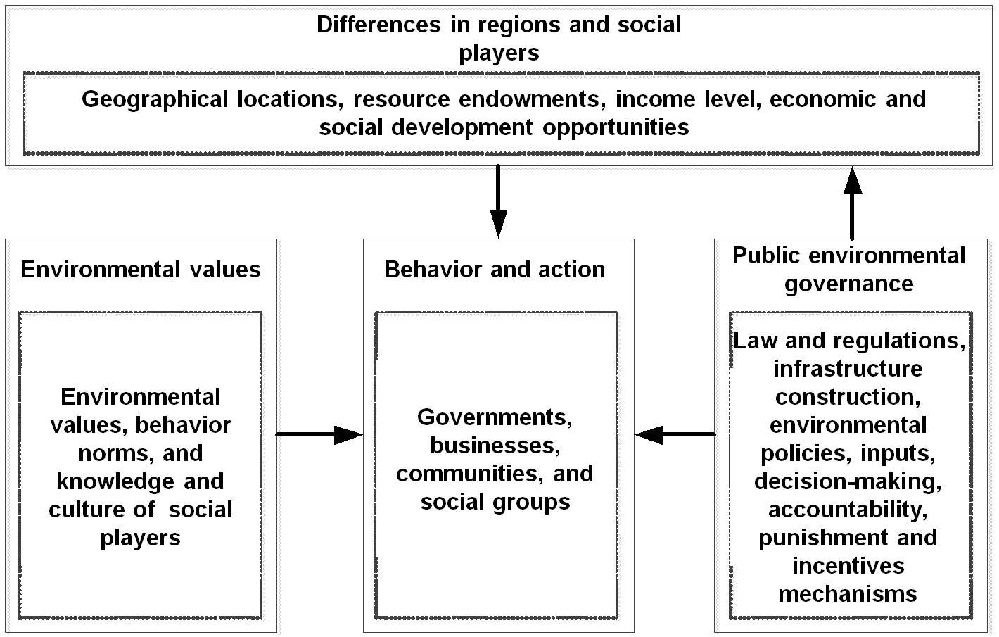 Differences in regions and social
players
Geographical locations, resource endowments, income level, economic and
social development opportunities
Environmental values
Environmental
values, behavior
norms, and
knowledge and
culture of  social
players
Behavior and action
Governments,
businesses,
communities, and
social groups
Public environmental
governance
Law and regulations,
infrastructure
construction,
environmental
policies, inputs,
decision-making,
accountability,
punishment and
incentives
mechanisms